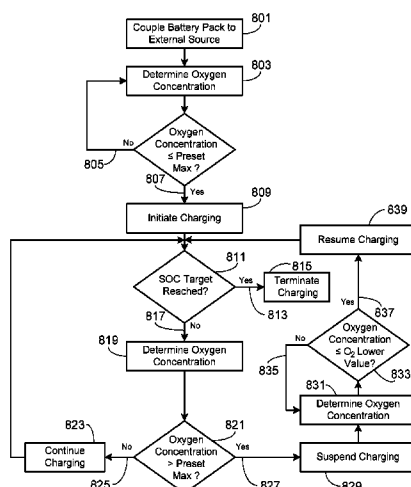 801
Couple Battery Pack to
External Source
803
Determine Oxygen
Concentration
No
805
Oxygen
Concentration
≤ Preset
Max ?
807
Yes
809
Initiate Charging
839
Resume Charging
811
SOC Target
Reached?
Yes
813
815
Terminate
Charging
817
No
819
Determine Oxygen
Concentration
Yes
837
No
835
Oxygen
Concentration
≤ O2 Lower
Value?
833
831
Determine Oxygen
Concentration
823
Continue
Charging
No
825
821
Oxygen
Concentration
> Preset
Max ?
Yes
827
Suspend Charging
829